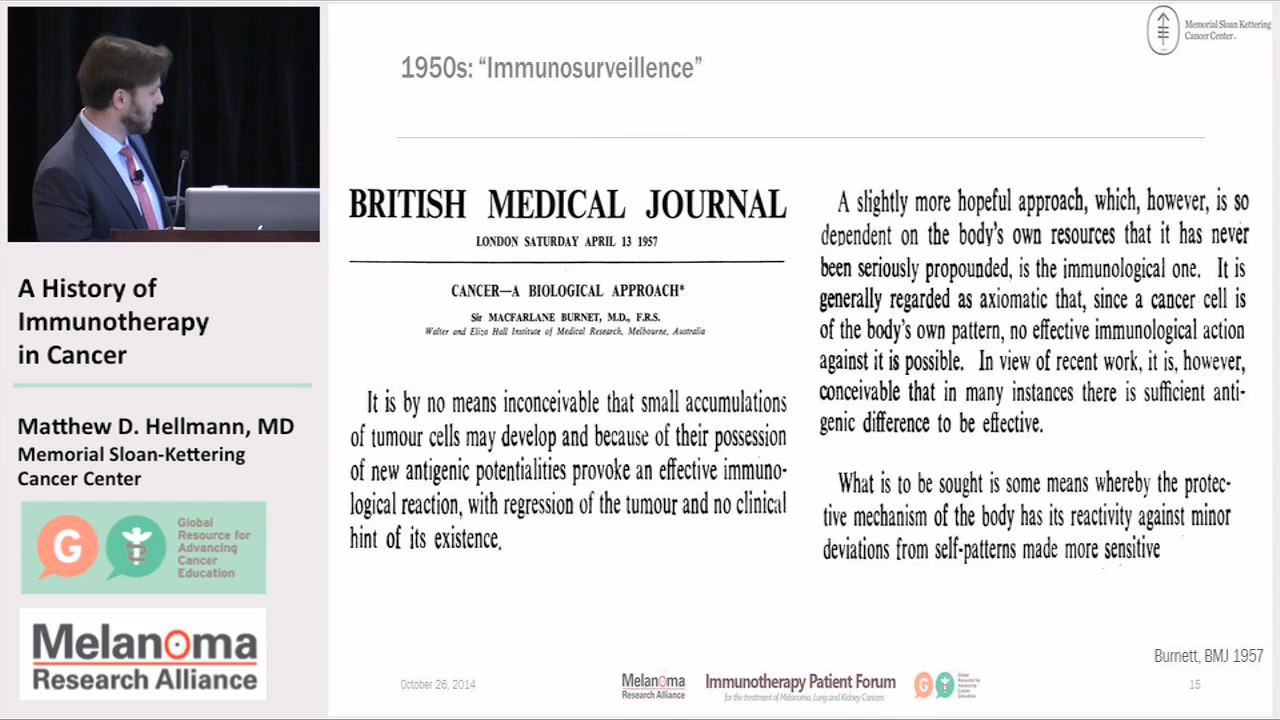 Memorial Sloan Kettering
Cancer Center
1950s: “Immunosurveillence”
A History of
Immunotherapy
in Cancer
Matthew D. Hellmann, MD
Memorial Sloan-Kettering
Cancer Center
G
Global
Resource for
Advancing
Cancer
Education
Melanoma
Research Alliance
BRITISH MEDICAL JOURNAL
LONDON SATURDAY APRIL 13 1957
CANCER—A BIOLOGICAL APPROACH*
Sir MACFARLANE BURNET, M.D., F.R.S.
Walter and Eliza Hall Institute of Medical Research, Melbourne, Australia
It is by no means inconceivable that small accumulations
of tumour cells may develop and because of their possession
of new antigenic potentialities provoke an effective immuno-
logical reaction, with regression of the tumour and no clinical
hint of its existence.
A slightly more hopeful approach, which, however, is so
dependent on the body's own resources that it has never
been seriously propounded, is the immunological one. It is
generally regarded as axiomatic that, since a cancer cell is
of the body's own pattern, no effective immunological action
against it is possible. In view of recent work, it is, however,
conceivable that in many instances there is sufficient anti-
genic difference to be effective.
What is to be sought is some means whereby the protec-
tive mechanism of the body has its reactivity against minor
deviations from self-patterns made more sensitive
Burnett, BMJ 1957
October 26, 2014
Melanoma
Research Alliance
Immunotherapy Patient Forum
for the treatment of Melanoma, Lung and Kidney Cancers
G
Global
Resource for
Advancing
Cancer
Education
15